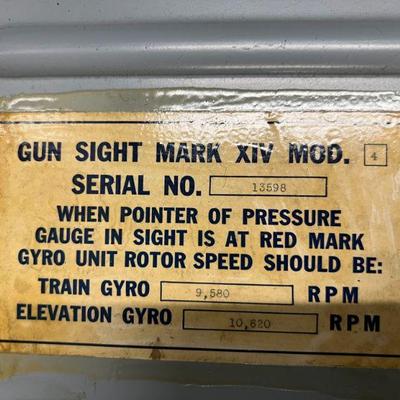 GUN SIGHT MARK XIV MOD. 4
SERIAL NO. 13598
WHEN POINTER OF PRESSURE
GAUGE IN SIGHT IS AT RED MARK
GYRO UNIT ROTOR SPEED SHOULD BE:
TRAIN GYRO 9,580 RPM
ELEVATION GYRO 10,620 RPM